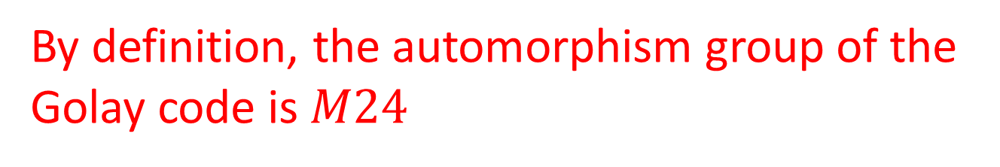 By definition, the automorphism group of the
Golay code is 𝑀24